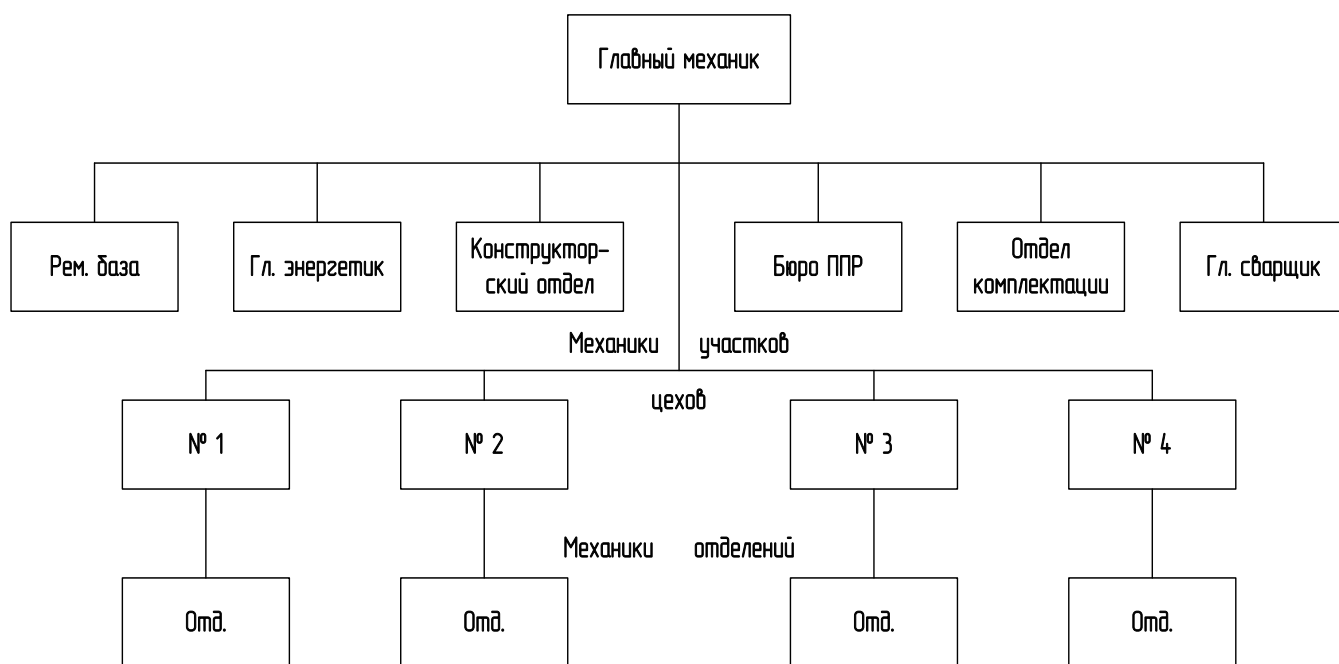 Главный механик
Рем. база
Гл. энергетик
Конструктор-
ский отдел
Бюро ППР
Отдел
комплектации
Гл. сварщик
Механики участков
цехов
№ 1
№ 2
№ 3
№ 4
Механики отделений
Отд.
Отд.
Отд.
Отд.